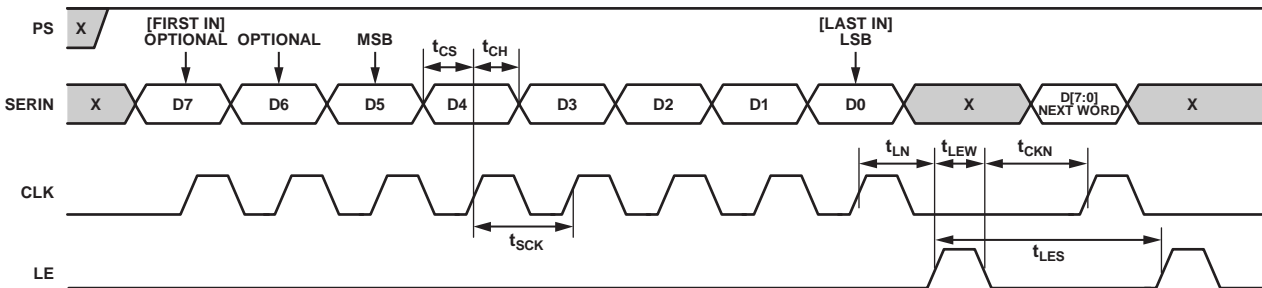 PS X
[FIRST IN]
OPTIONAL
OPTIONAL
MSB
tCS
tCH
[LAST IN]
LSB
SERIN X D7 D6 D5 D4 D3 D2 D1 D0 X D[7:0]
NEXT WORD X
tLN tLEW tCKN
CLK
tSCK
tLES
LE